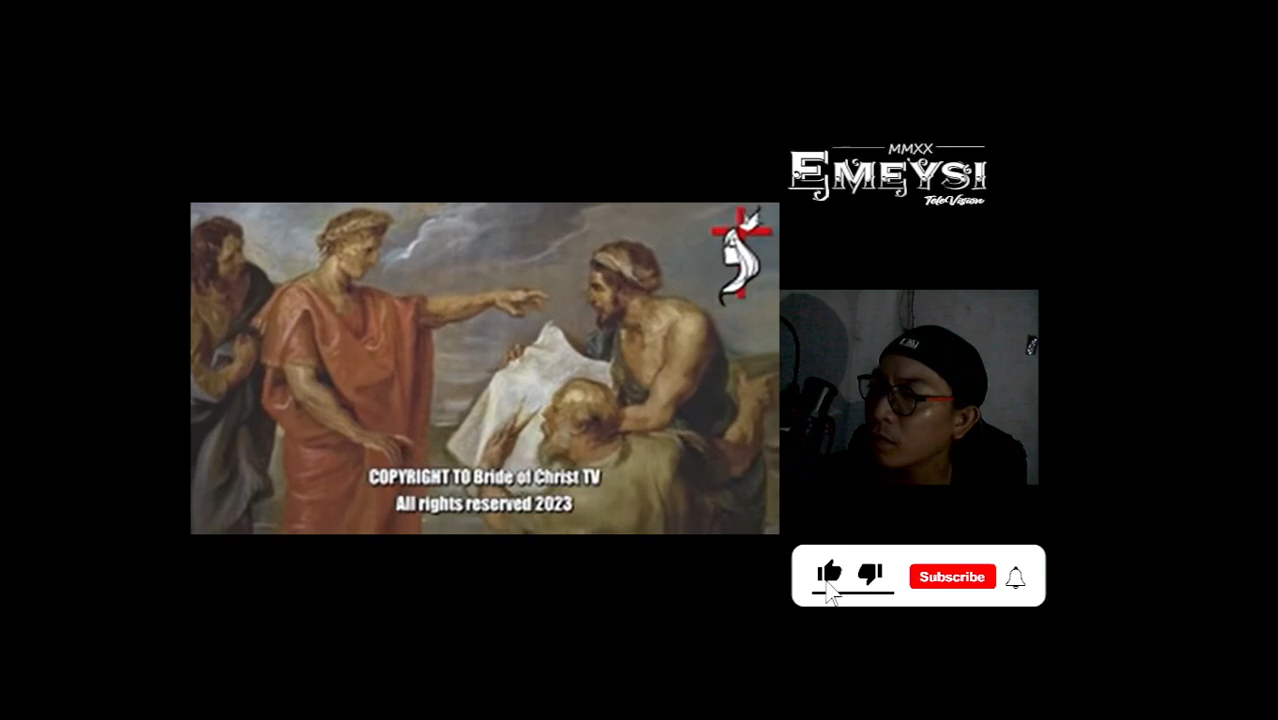 MMXX
EMEYSI
TeleVision
COPYRIGHT TO Bride of Christ TV
All rights reserved 2023
Subscribe